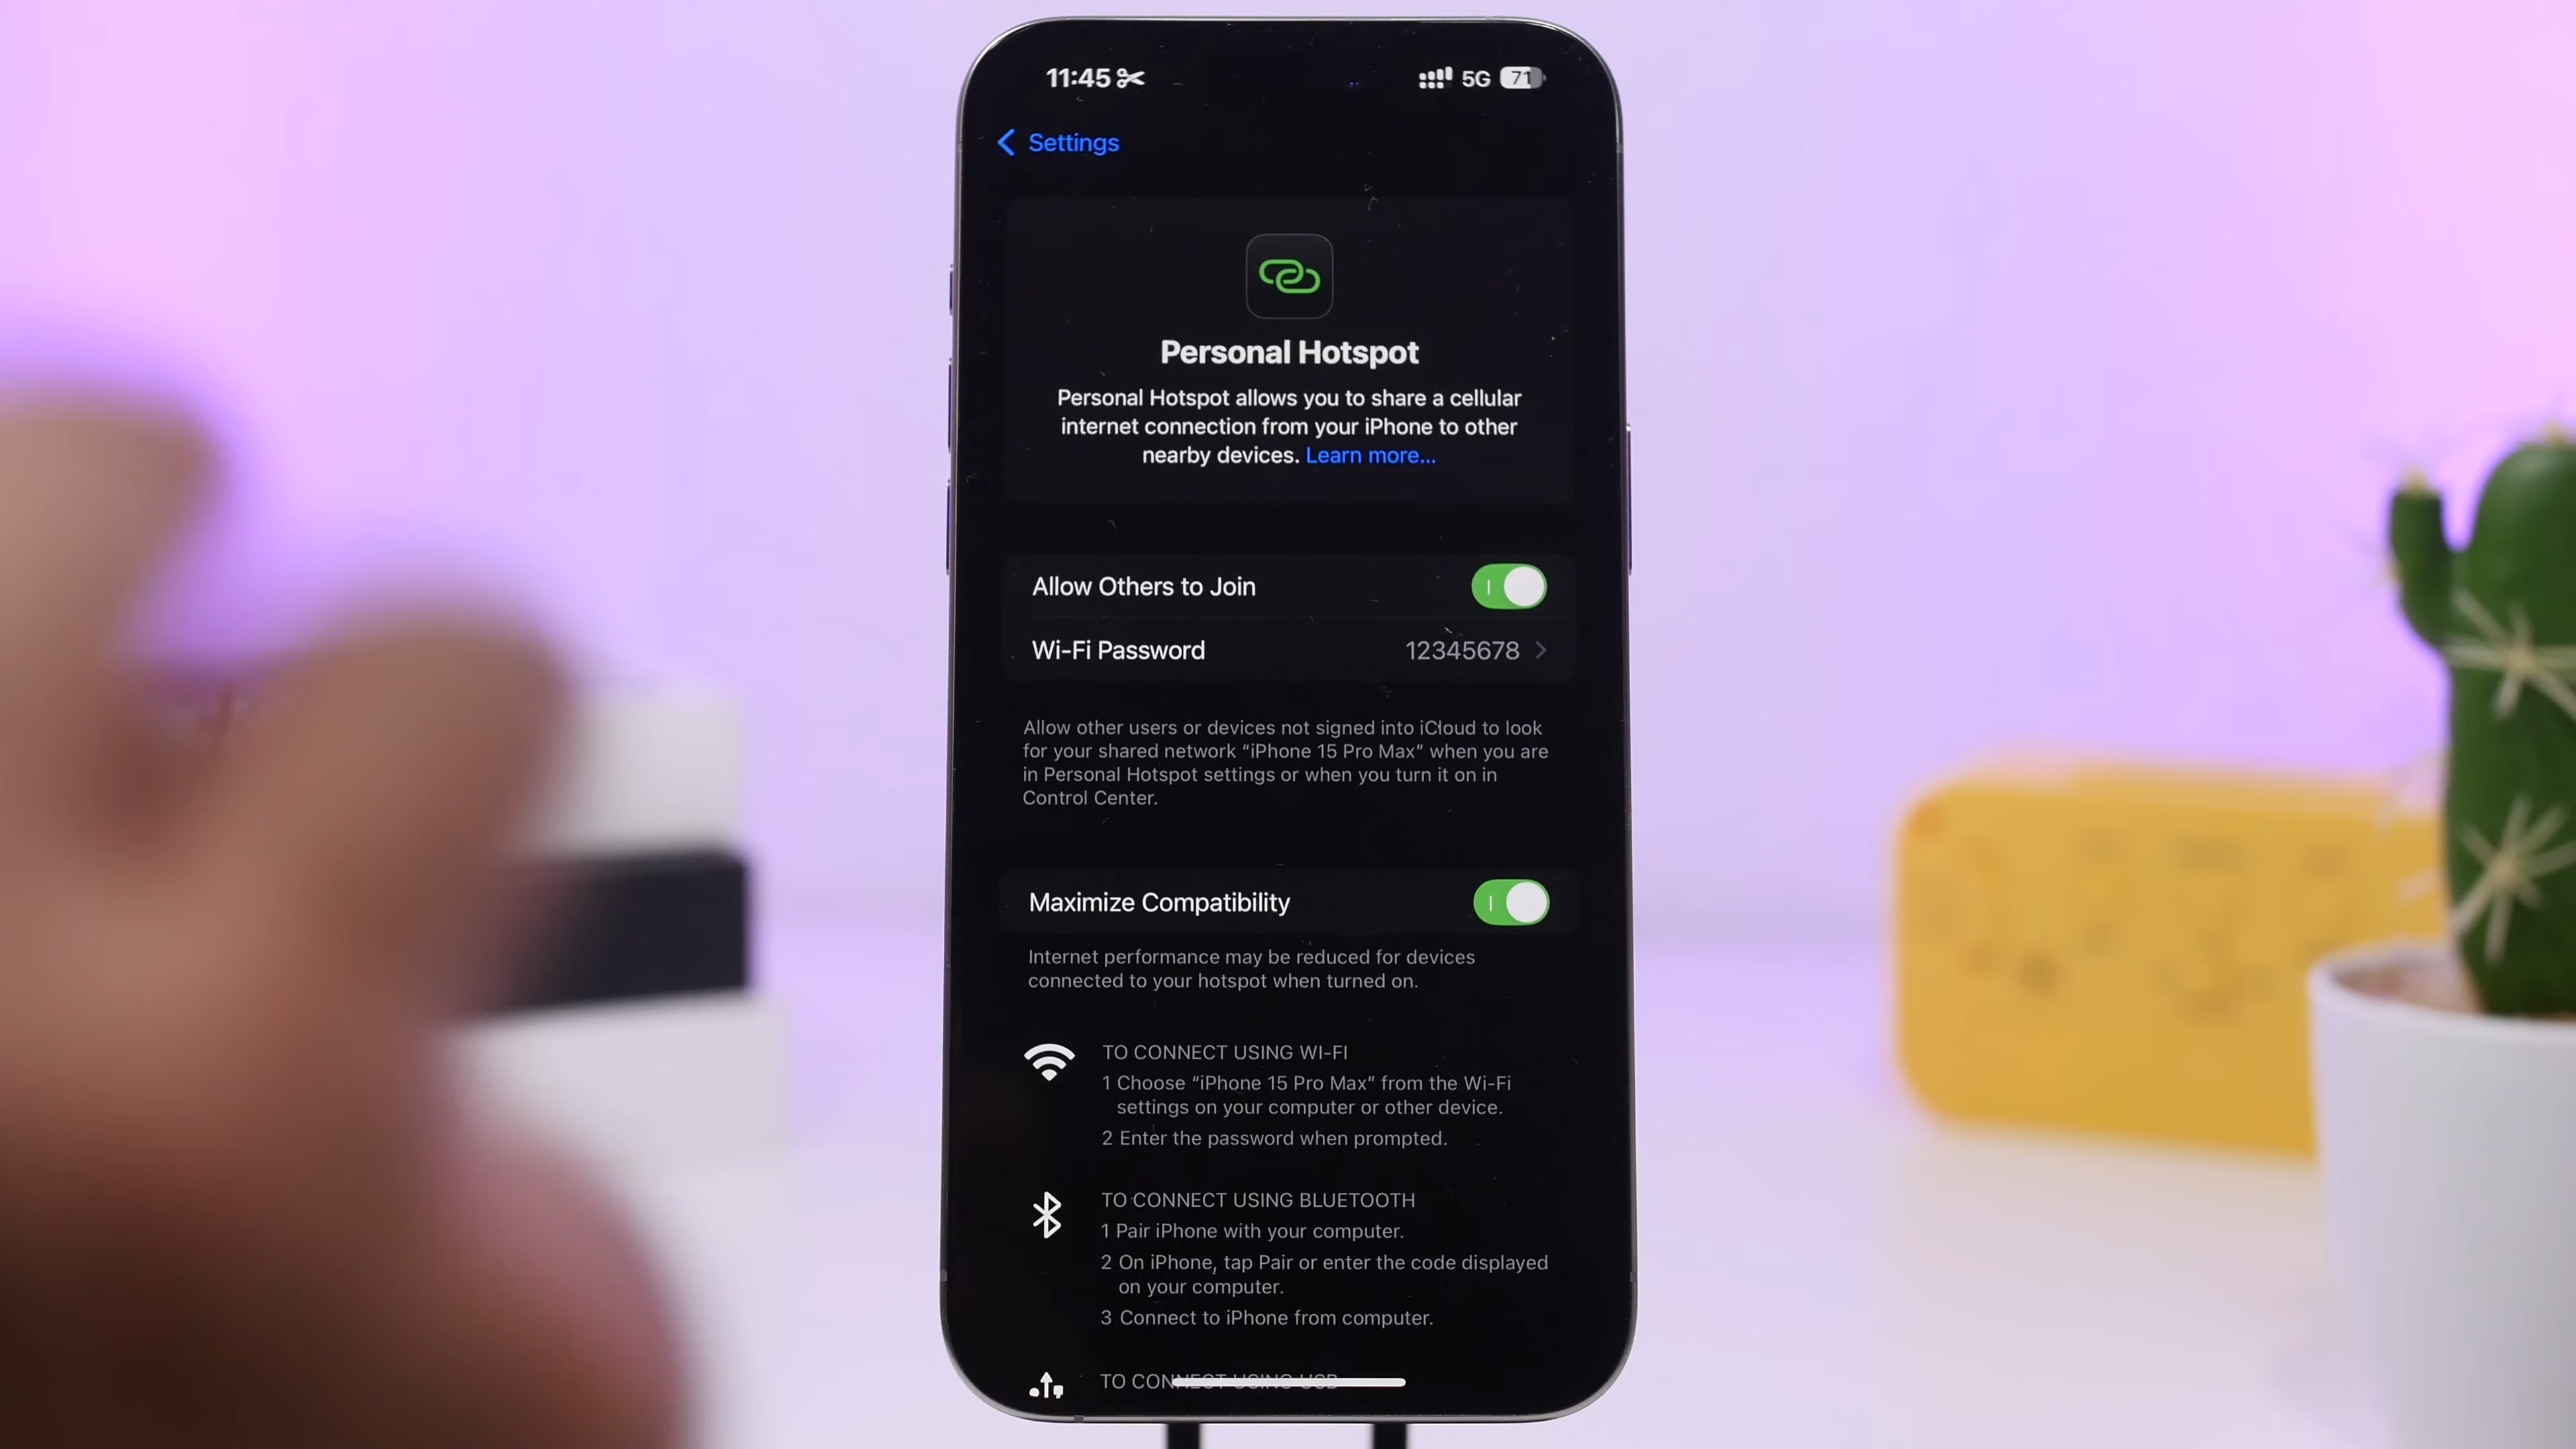 11:45
5G 71
Settings
Personal Hotspot
Personal Hotspot allows you to share a cellular
internet connection from your iPhone to other
nearby devices. Learn more...
Allow Others to Join
Wi-Fi Password 12345678
Allow other users or devices not signed into iCloud to look
for your shared network “iPhone 15 Pro Max” when you are
in Personal Hotspot settings or when you turn it on in
Control Center.
Maximize Compatibility
Internet performance may be reduced for devices
connected to your hotspot when turned on.
TO CONNECT USING WI-FI
1 Choose “iPhone 15 Pro Max” from the Wi-Fi
settings on your computer or other device.
2 Enter the password when prompted.
TO CONNECT USING BLUETOOTH
1 Pair iPhone with your computer.
2 On iPhone, tap Pair or enter the code displayed
on your computer.
3 Connect to iPhone from computer.
TO CONNECT USING USB